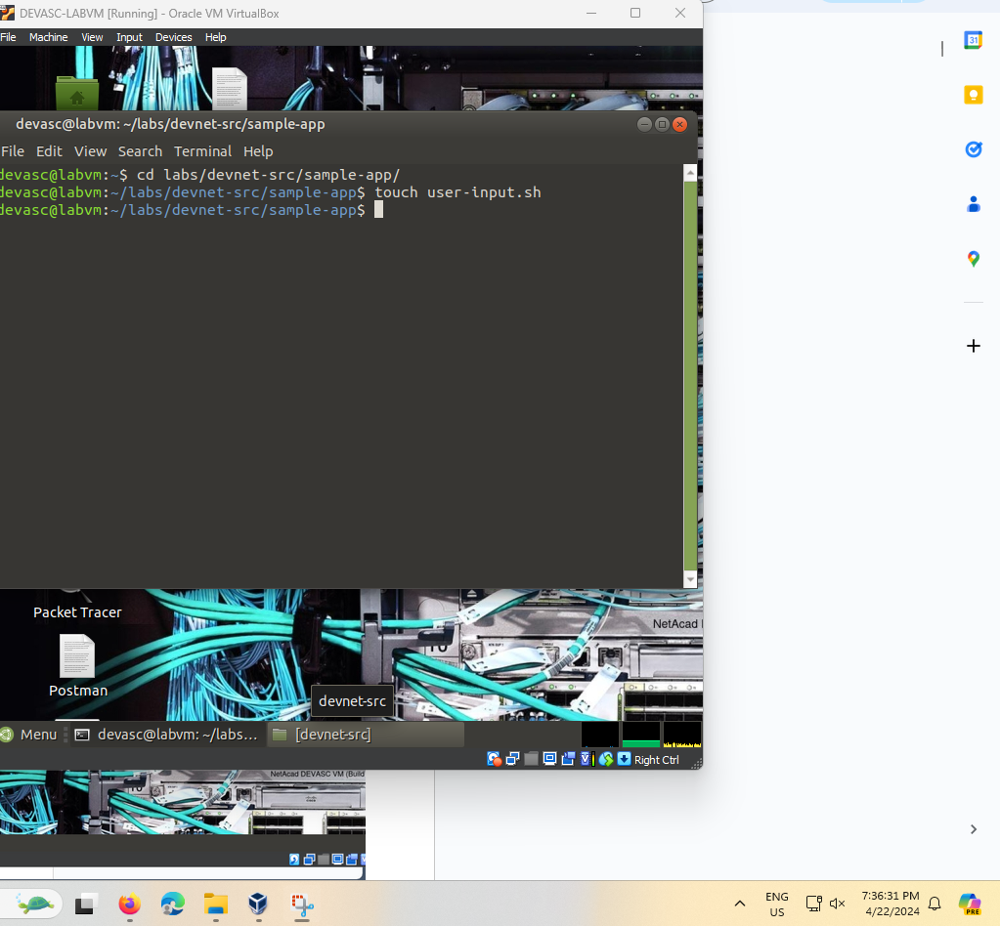 DEVASC-LABVM [Running] - Oracle VM VirtualBox
File Machine View Input Devices Help
devasc@labvm: ~/labs/devnet-src/sample-app
File Edit View Search Terminal Help
devasc@labvm:~$ cd labs/devnet-src/sample-app/
devasc@labvm:~/labs/devnet-src/sample-app$ touch user-input.sh
devasc@labvm:~/labs/devnet-src/sample-app$
31
Packet Tracer
NetAcad
Postman
devnet-src
Menu
devasc@labvm: ~/labs...
[devnet-src]
Right Ctrl
NetAcad DEVASC VM (Build
ENG
US
7:36:31 PM
4/22/2024
PRE